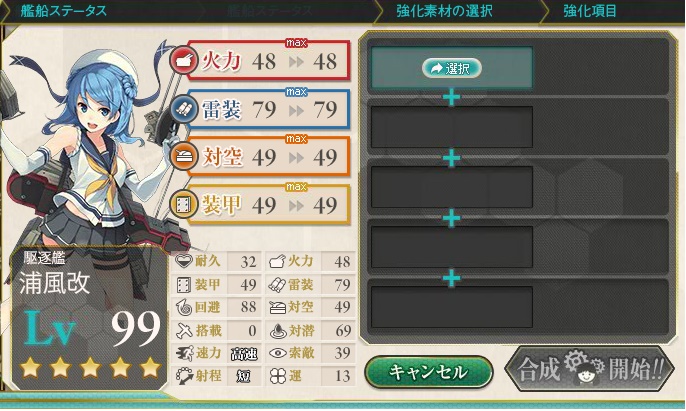 艦船ステータス
艦船ステータス
強化素材の選択
強化項目
火力 48 48 max
雷装 79 79 max
対空 49 49 max
装甲 49 49 max
選択
駆逐艦
浦風改
Lv 99
耐久 32 火力 48
装甲 49 雷装 79
回避 88 対空 49
搭載 0 対潜 69
速力 高速 索敵 39
射程 短 運 13
キャンセル
合成 開始!!